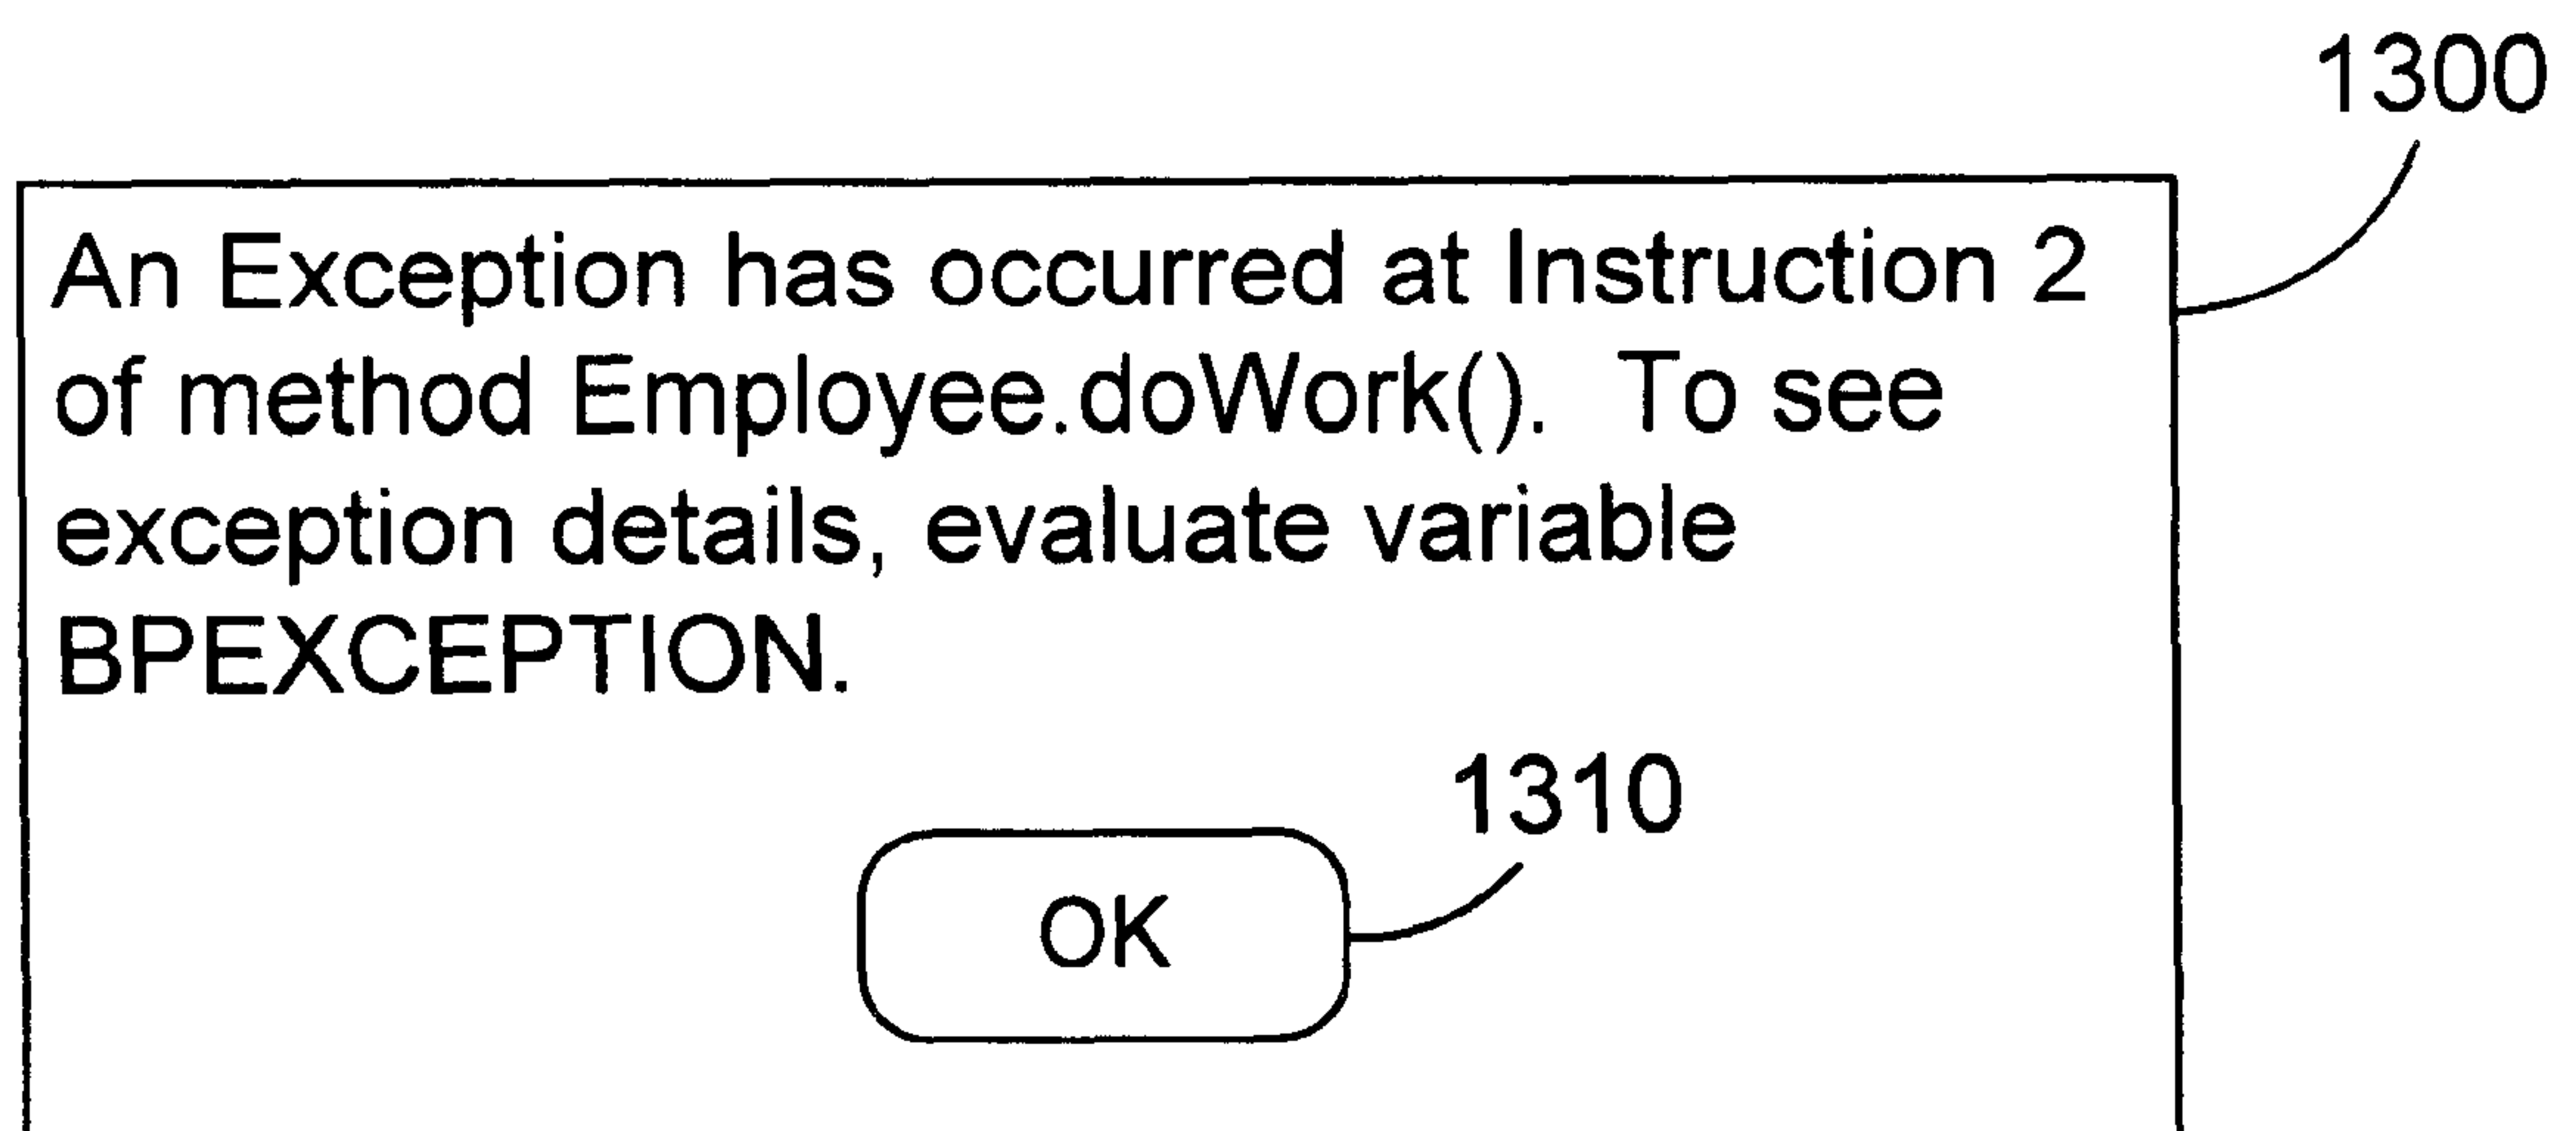 1300
An Exception has occurred at Instruction 2
of method Employee.doWork().  To see
exception details, evaluate variable
BPEXCEPTION.
1310
OK